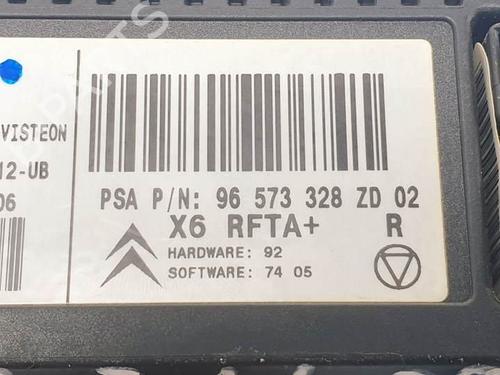 VISTEON
12-UB
06
PSA P/N: 96 573 328 ZD 02
X6 RFTA+ R
HARDWARE: 92
SOFTWARE: 74 05